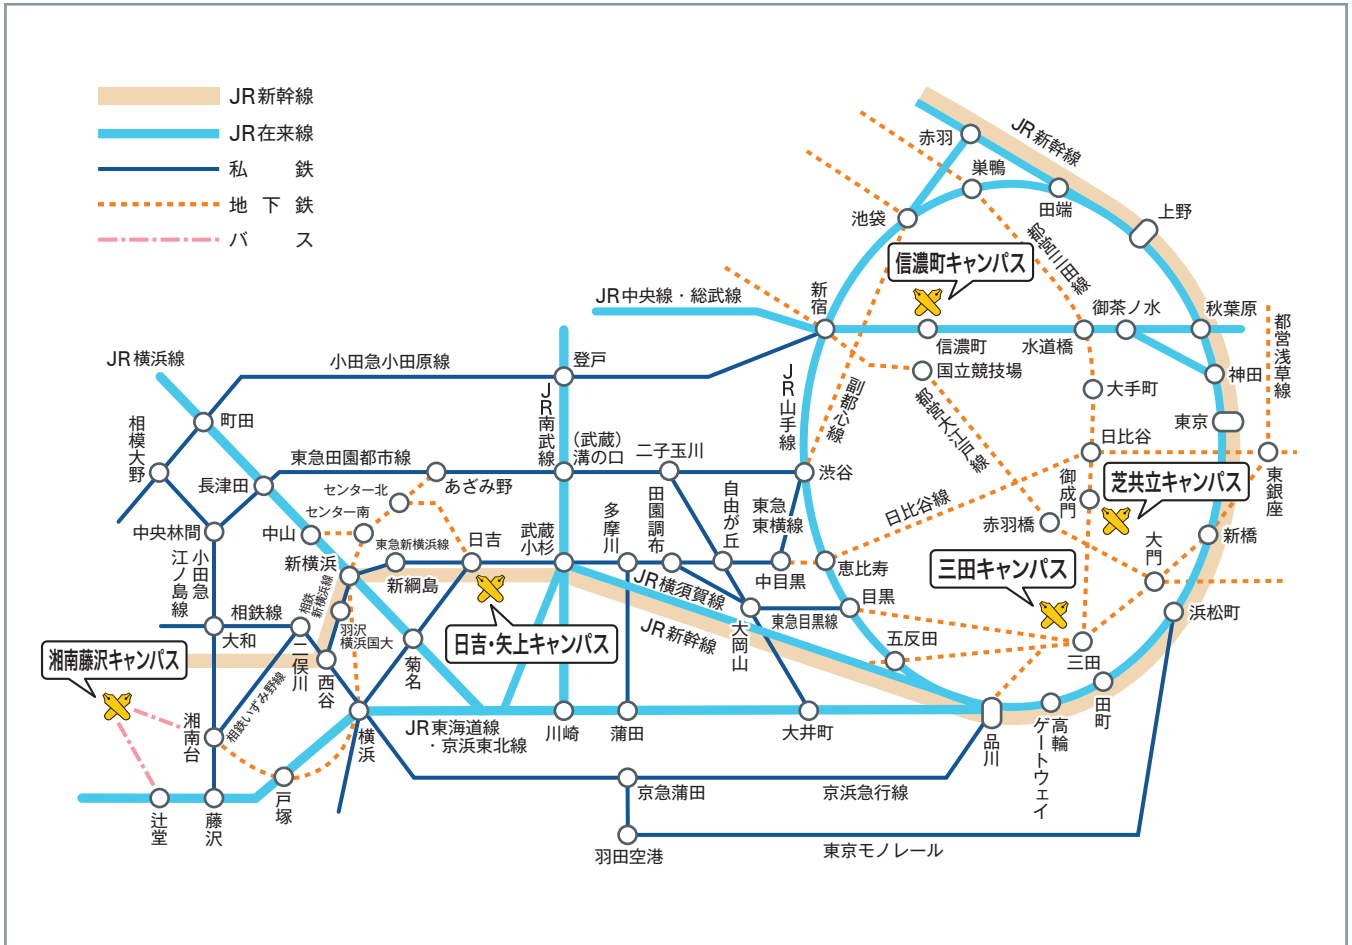 JR新幹線
JR在来線
私鉄
地下鉄
バス
赤羽
JR新幹線
巣鴨
田端
上野
池袋
都営三田線
信濃町キャンパス
JR中央線・総武線
新宿
信濃町
水道橋
御茶ノ水
秋葉原
都営浅草線
JR横浜線
小田急小田原線
登戸
国立競技場
神田
JR山手線
副都心線
大手町
JR南武線
都営大江戸線
町田
相模大野
東京
(武蔵)
溝の口
二子玉川
日比谷
東急田園都市線
あざみ野
渋谷
東銀座
長津田
センター北
御成門
芝共立キャンパス
田園調布
自由が丘
東急
東横線
日比谷線
センター南
多摩川
赤羽橋
中央林間
中山
武蔵
小杉
日吉
東急新横浜線
大門
新橋
新横浜
新綱島
中目黒
恵比寿
三田キャンパス
小田急
江ノ島線
相鉄
新横浜線
JR横須賀線
目黒
浜松町
相鉄線
羽沢
横浜国大
東急目黒線
大和
JR新幹線
五反田
日吉・矢上キャンパス
大岡山
三田
湘南藤沢キャンパス
二俣川
西谷
菊名
相鉄いずみ野線
田町
湘南台
横浜
JR東海道線
・京浜東北線
川崎
蒲田
大井町
品川
高輪
ゲートウェイ
戸塚
京急蒲田
京浜急行線
辻堂
藤沢
羽田空港
東京モノレール